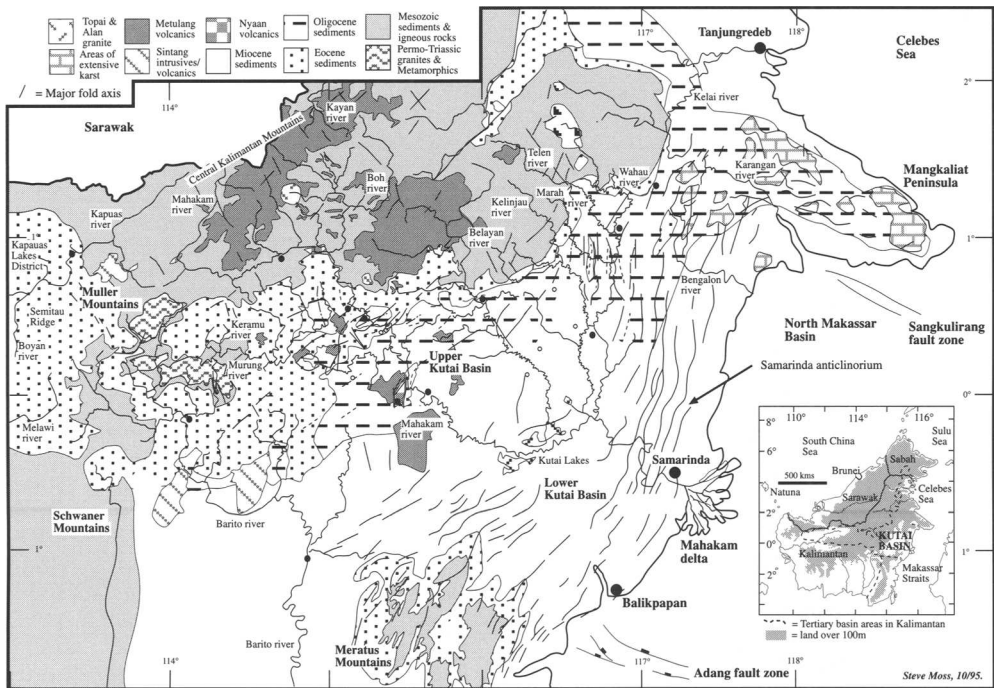 Topai &
Alan
granite
Metulang
volcanics
Nyaan
volcanics
Oligocene
sediments
Mesozoic
sediments &
igneous rocks
Areas of
extensive
karst
Sintang
intrusives/
volcanics
Miocene
sediments
Eocene
sediments
Permo-Triassic
granites &
Metamorphics
/ = Major fold axis
117°
118°
Tanjungredeb
Celebes
Sea
2°
114°
Sarawak
Central Kalimantan Mountains
Kayan
river
Kelai river
Telen
river
Wahau
river
Karangan
river
Mangkaliat
Peninsula
Mahakam
river
Boh
river
Marah
river
Kelinjau
river
Kapuas
river
Belayan
river
1°
1°
Kapauas
Lakes
District
Bengalon
river
Muller
Mountains
Semitau
Ridge
Boyan
river
Keramu
river
North Makassar
Basin
Sangkulirang
fault zone
Murung
river
Upper
Kutai Basin
Samarinda anticlinorium
0°
Melawi
river
Mahakam
river
Kutai Lakes
Samarinda
Lower
Kutai Basin
Barito river
Schwaner
Mountains
Mahakam
delta
1°
1°
Balikpapan
Barito river
Meratus
Mountains
Adang fault zone
114°
117°
118°
110°
114°
116°
8°
6°
4°
2°
0°
2°
South China
Sea
Sulu
Sea
Sabah
Brunei
500 kms
Natuna
Sarawak
Celebes
Sea
KUTAI
BASIN
Kalimantan
Makassar
Straits
= Tertiary basin areas in Kalimantan
= land over 100m
Steve Moss, 10/95.